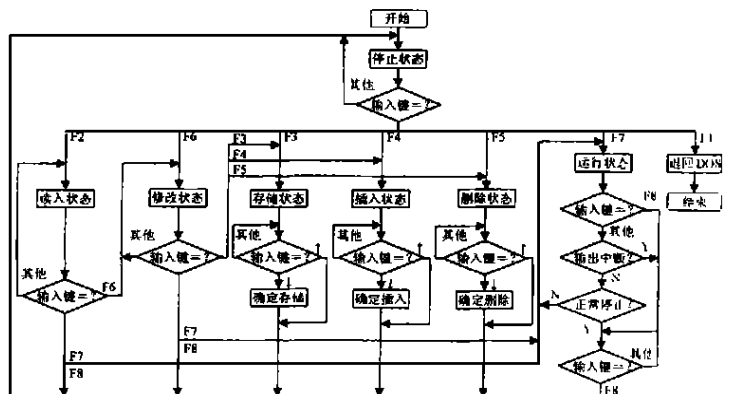 开始
停止状态
其他
输入键=?
F2
F6
F3
F3
F4
F5
F7
F1
F4
F5
运行状态
退回DOS
读入状态
修改状态
存储状态
插入状态
删除状态
输入键=?
F8
结束
其他
其他
其他
其他
其他
输入键=?
输入键=?
输入键=?
输入键=?
输出中断?
Y
其他
输入键=?
F6
N
确定存储
确定插入
确定删除
正常停止?
N
Y
F7
F8
F7
F8
输入键=?
其他
F8